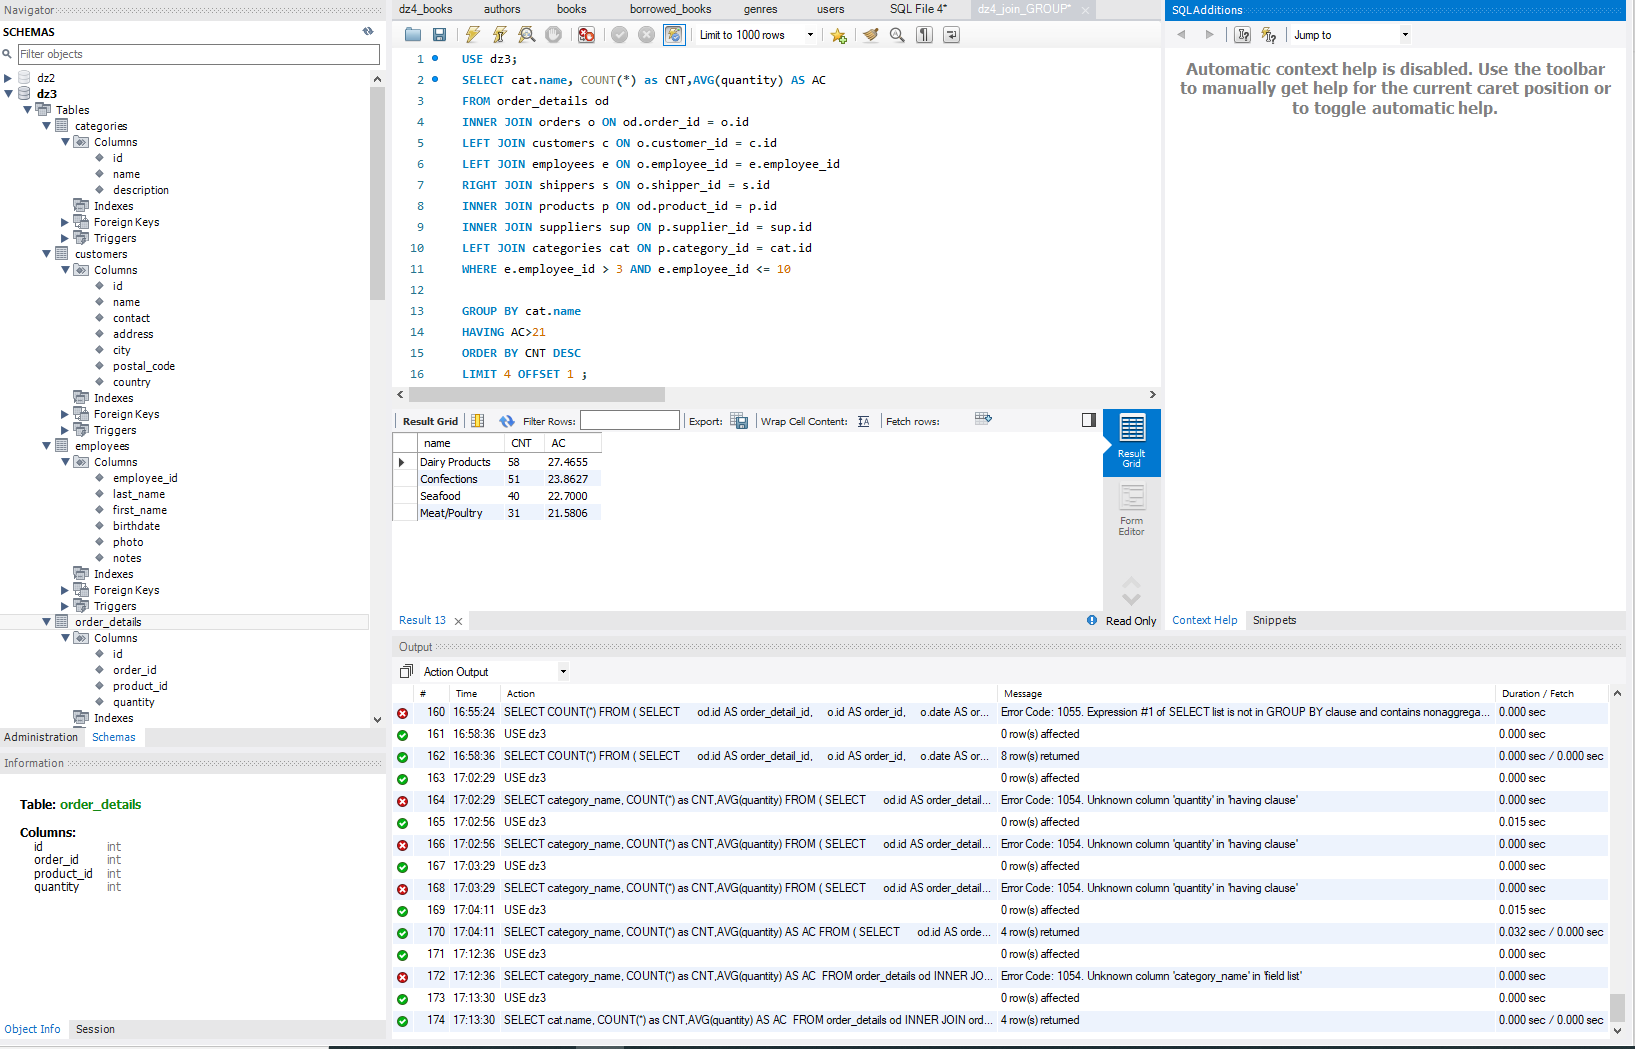 Navigator
SCHEMAS
Filter objects
dz2
dz3
Tables
categories
Columns
id
name
description
Indexes
Foreign Keys
Triggers
customers
Columns
id
name
contact
address
city
postal_code
country
Indexes
Foreign Keys
Triggers
employees
Columns
employee_id
last_name
first_name
birthdate
photo
notes
Indexes
Foreign Keys
Triggers
order_details
Columns
id
order_id
product_id
quantity
Indexes
Administration Schemas
Information
Table: order_details
Columns:
id int
order_id int
product_id int
quantity int
Object Info Session
dz4_books authors books borrowed_books genres users SQL File 4* dz4_join_GROUP*
Limit to 1000 rows
1 USE dz3;
2 SELECT cat.name, COUNT(*) as CNT,AVG(quantity) AS AC
3 FROM order_details od
4 INNER JOIN orders o ON od.order_id = o.id
5 LEFT JOIN customers c ON o.customer_id = c.id
6 LEFT JOIN employees e ON o.employee_id = e.employee_id
7 RIGHT JOIN shippers s ON o.shipper_id = s.id
8 INNER JOIN products p ON od.product_id = p.id
9 INNER JOIN suppliers sup ON p.supplier_id = sup.id
10 LEFT JOIN categories cat ON p.category_id = cat.id
11 WHERE e.employee_id > 3 AND e.employee_id <= 10
12
13 GROUP BY cat.name
14 HAVING AC>21
15 ORDER BY CNT DESC
16 LIMIT 4 OFFSET 1 ;
Result Grid Filter Rows: Export: Wrap Cell Content: Fetch rows:
name CNT AC
Dairy Products 58 27.4655
Confections 51 23.8627
Seafood 40 22.7000
Meat/Poultry 31 21.5806
Result Grid
Form Editor
Result 13 Read Only
SQLAdditions
Jump to
Automatic context help is disabled. Use the toolbar
to manually get help for the current caret position or
to toggle automatic help.
Context Help Snippets
Output
Action Output
# Time Action Message Duration / Fetch
160 16:55:24 SELECT COUNT(*) FROM ( SELECT od.id AS order_detail_id, o.id AS order_id, o.date AS or... Error Code: 1055. Expression #1 of SELECT list is not in GROUP BY clause and contains nonaggrega... 0.000 sec
161 16:58:36 USE dz3 0 row(s) affected 0.000 sec
162 16:58:36 SELECT COUNT(*) FROM ( SELECT od.id AS order_detail_id, o.id AS order_id, o.date AS or... 8 row(s) returned 0.000 sec / 0.000 sec
163 17:02:29 USE dz3 0 row(s) affected 0.000 sec
164 17:02:29 SELECT category_name, COUNT(*) as CNT,AVG(quantity) FROM ( SELECT od.id AS order_detail... Error Code: 1054. Unknown column 'quantity' in 'having clause' 0.000 sec
165 17:02:56 USE dz3 0 row(s) affected 0.015 sec
166 17:02:56 SELECT category_name, COUNT(*) as CNT,AVG(quantity) FROM ( SELECT od.id AS order_detail... Error Code: 1054. Unknown column 'quantity' in 'having clause' 0.000 sec
167 17:03:29 USE dz3 0 row(s) affected 0.000 sec
168 17:03:29 SELECT category_name, COUNT(*) as CNT,AVG(quantity) FROM ( SELECT od.id AS order_detail... Error Code: 1054. Unknown column 'quantity' in 'having clause' 0.000 sec
169 17:04:11 USE dz3 0 row(s) affected 0.015 sec
170 17:04:11 SELECT category_name, COUNT(*) as CNT,AVG(quantity) AS AC FROM ( SELECT od.id AS orde... 4 row(s) returned 0.032 sec / 0.000 sec
171 17:12:36 USE dz3 0 row(s) affected 0.000 sec
172 17:12:36 SELECT category_name, COUNT(*) as CNT,AVG(quantity) AS AC FROM order_details od INNER JO... Error Code: 1054. Unknown column 'category_name' in 'field list' 0.000 sec
173 17:13:30 USE dz3 0 row(s) affected 0.000 sec
174 17:13:30 SELECT cat.name, COUNT(*) as CNT,AVG(quantity) AS AC FROM order_details od INNER JOIN ord... 4 row(s) returned 0.000 sec / 0.000 sec